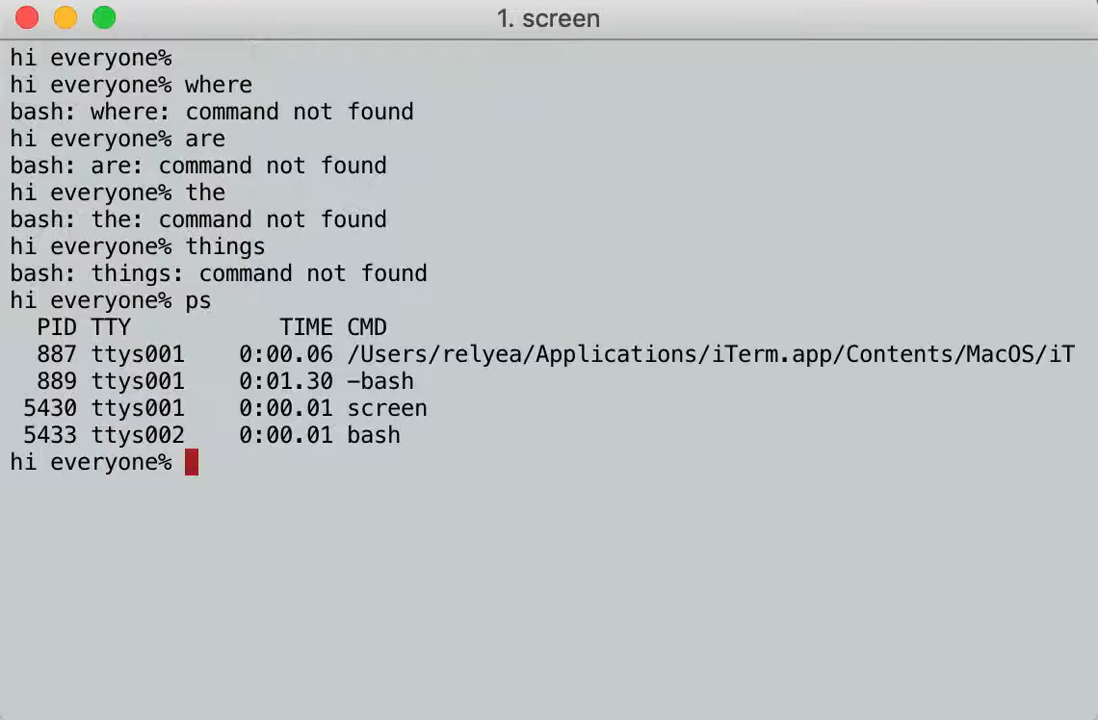 1. screen
hi everyone%
hi everyone% where
bash: where: command not found
hi everyone% are
bash: are: command not found
hi everyone% the
bash: the: command not found
hi everyone% things
bash: things: command not found
hi everyone% ps
  PID TTY           TIME CMD
  887 ttys001    0:00.06 /Users/relyea/Applications/iTerm.app/Contents/MacOS/iT
  889 ttys001    0:01.30 -bash
 5430 ttys001    0:00.01 screen
 5433 ttys002    0:00.01 bash
hi everyone%